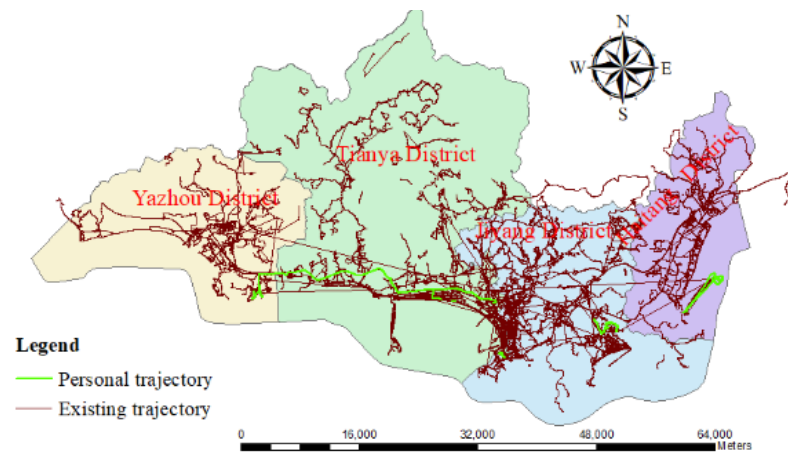 N
W
E
S
Tianya District
Yazhou District
Jiyang District
District
Legend
Personal trajectory
Existing trajectory
0
16,000
32,000
48,000
64,000
Meters